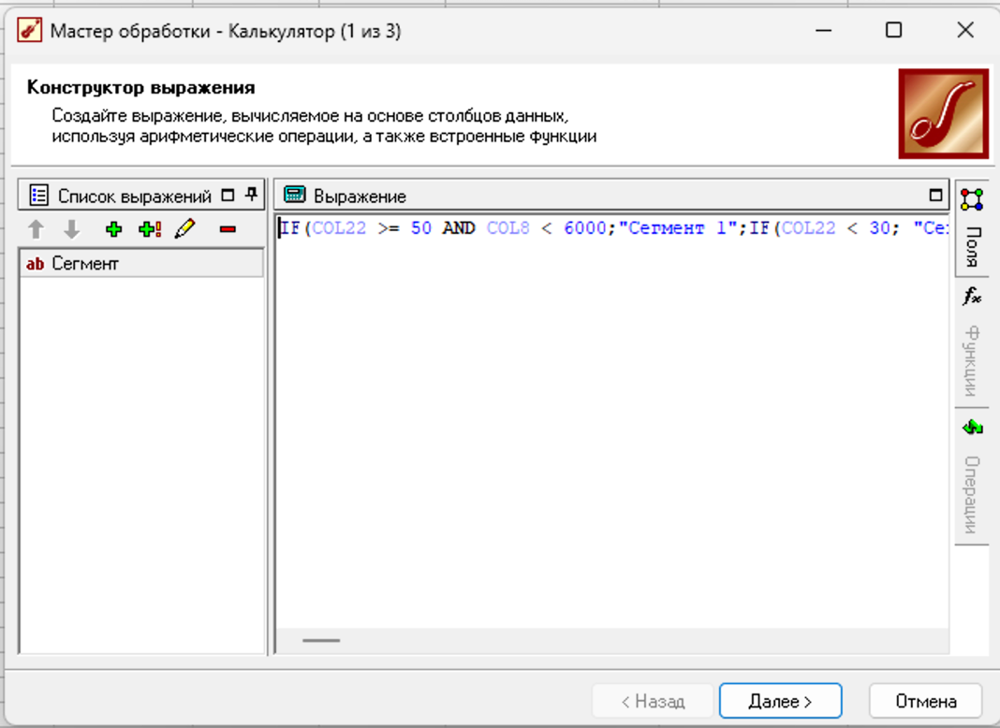 Мастер обработки - Калькулятор (1 из 3)
Конструктор выражения
Создайте выражение, вычисляемое на основе столбцов данных,
используя арифметические операции, а также встроенные функции
Список выражений
ab Сегмент
Выражение
IF(COL22 >= 50 AND COL8 < 6000;"Сегмент 1";IF(COL22 < 30; "Се
Поля
fx
Функции
Операции
< Назад
Далее >
Отмена